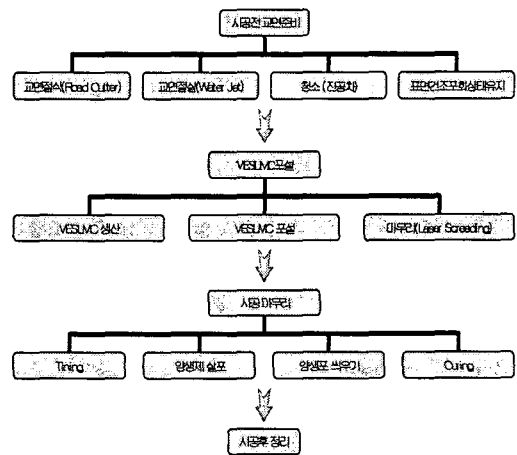 시공전 교면준비
교면절삭(Road Cutter)
교면절삭(Water Jet)
청소 (진공차)
표면건조포화상태유지
VESLMC포설
VESLMC 생산
VESLMC 포설
마무리(Laser Screeding)
시공 마무리
Tining
양생제 살포
양생포 씌우기
Curing
시공후 정리